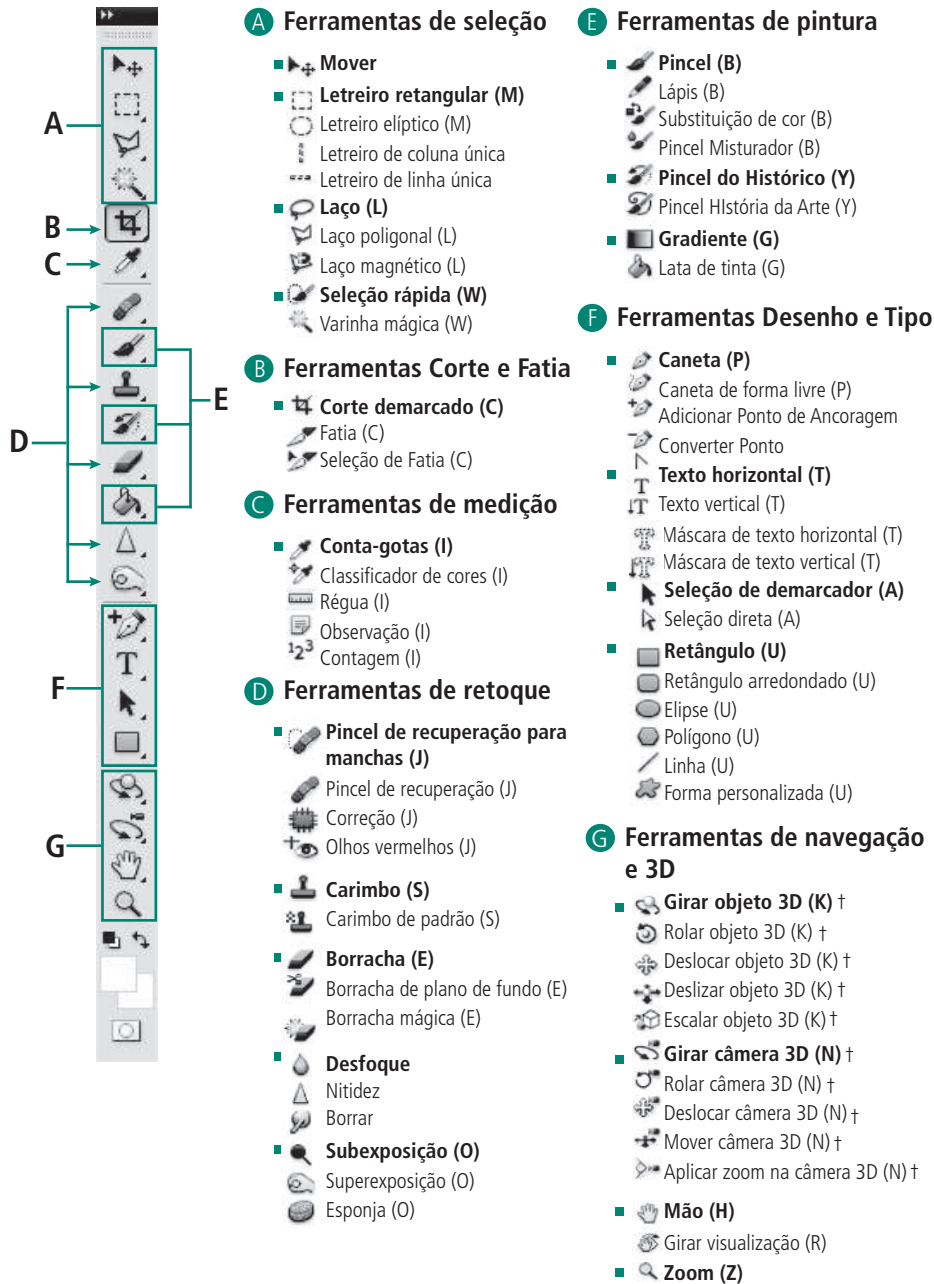 A
B
C
D
E
F
G
A Ferramentas de seleção
Mover
Letreiro retangular (M)
Letreiro elíptico (M)
Letreiro de coluna única
Letreiro de linha única
Laço (L)
Laço poligonal (L)
Laço magnético (L)
Seleção rápida (W)
Varinha mágica (W)
B Ferramentas Corte e Fatia
Corte demarcado (C)
Fatia (C)
Seleção de Fatia (C)
C Ferramentas de medição
Conta-gotas (I)
Classificador de cores (I)
Régua (I)
Observação (I)
Contagem (I)
D Ferramentas de retoque
Pincel de recuperação para
manchas (J)
Pincel de recuperação (J)
Correção (J)
Olhos vermelhos (J)
Carimbo (S)
Carimbo de padrão (S)
Borracha (E)
Borracha de plano de fundo (E)
Borracha mágica (E)
Desfoque
Nitidez
Borrar
Subexposição (O)
Superexposição (O)
Esponja (O)
E Ferramentas de pintura
Pincel (B)
Lápis (B)
Substituição de cor (B)
Pincel Misturador (B)
Pincel do Histórico (Y)
Pincel HIstória da Arte (Y)
Gradiente (G)
Lata de tinta (G)
F Ferramentas Desenho e Tipo
Caneta (P)
Caneta de forma livre (P)
Adicionar Ponto de Ancoragem
Converter Ponto
Texto horizontal (T)
Texto vertical (T)
Máscara de texto horizontal (T)
Máscara de texto vertical (T)
Seleção de demarcador (A)
Seleção direta (A)
Retângulo (U)
Retângulo arredondado (U)
Elipse (U)
Polígono (U)
Linha (U)
Forma personalizada (U)
G Ferramentas de navegação
e 3D
Girar objeto 3D (K) †
Rolar objeto 3D (K) †
Deslocar objeto 3D (K) †
Deslizar objeto 3D (K) †
Escalar objeto 3D (K) †
Girar câmera 3D (N) †
Rolar câmera 3D (N) †
Deslocar câmera 3D (N) †
Mover câmera 3D (N) †
Aplicar zoom na câmera 3D (N) †
Mão (H)
Girar visualização (R)
Zoom (Z)